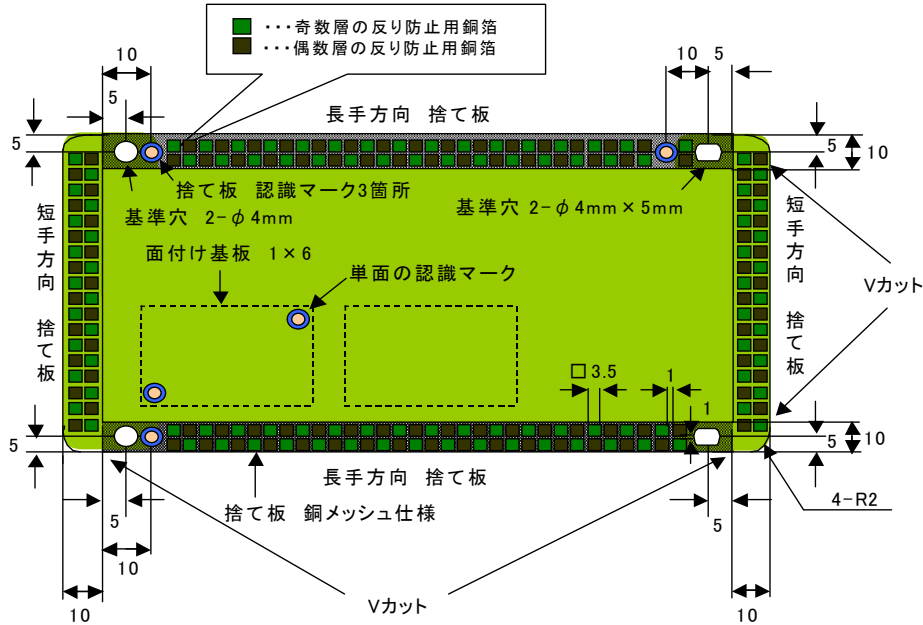 ・・・奇数層の反り防止用銅箔
・・・偶数層の反り防止用銅箔
10
10
5
5
長手方向 捨て板
5
5
10
捨て板 認識マーク3箇所
基準穴 2-φ4mm
基準穴 2-φ4mm×5mm
短手方向 捨て板
短手方向 捨て板
面付け基板 1×6
単面の認識マーク
Vカット
□3.5
1
1
5
5
10
長手方向 捨て板
捨て板 銅メッシュ仕様
4-R2
5
5
10
Vカット
10
10